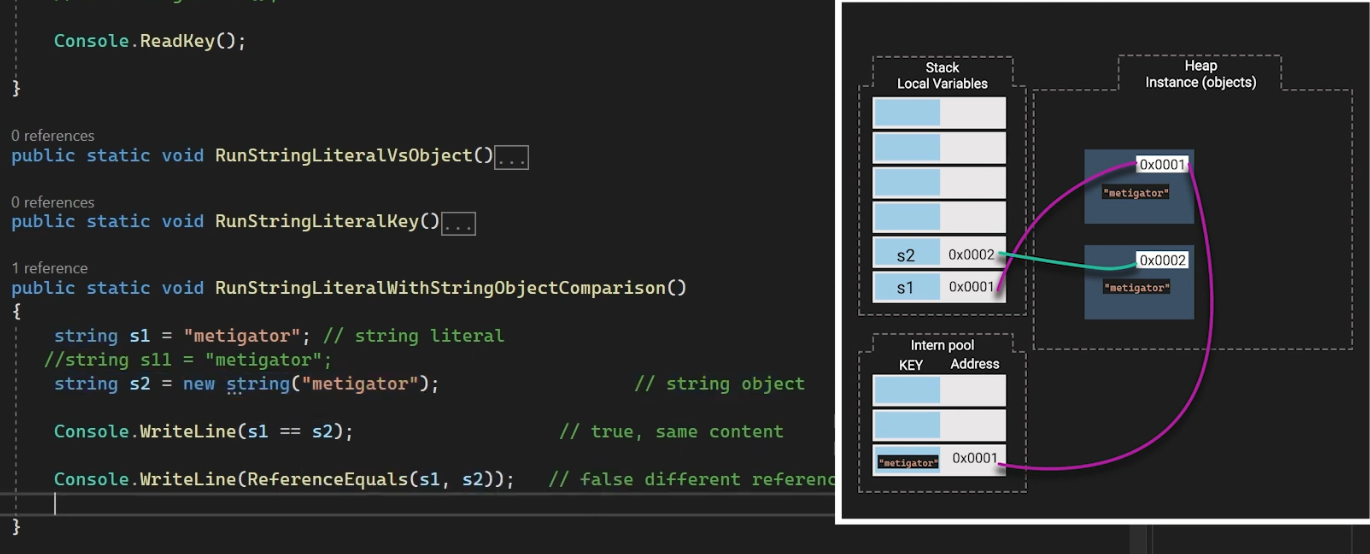 Console.ReadKey();
}
0 references
public static void RunStringLiteralVsObject()...
0 references
public static void RunStringLiteralKey()...
1 reference
public static void RunStringLiteralWithStringObjectComparison()
{
string s1 = "metigator"; // string literal
//string s11 = "metigator";
string s2 = new string("metigator"); // string object
Console.WriteLine(s1 == s2); // true, same content
Console.WriteLine(ReferenceEquals(s1, s2)); // false different referenc
}
Stack
Local Variables
s2 0x0002
s1 0x0001
Heap
Instance (objects)
0x0001
"metigator"
0x0002
"metigator"
Intern pool
KEY Address
"metigator" 0x0001